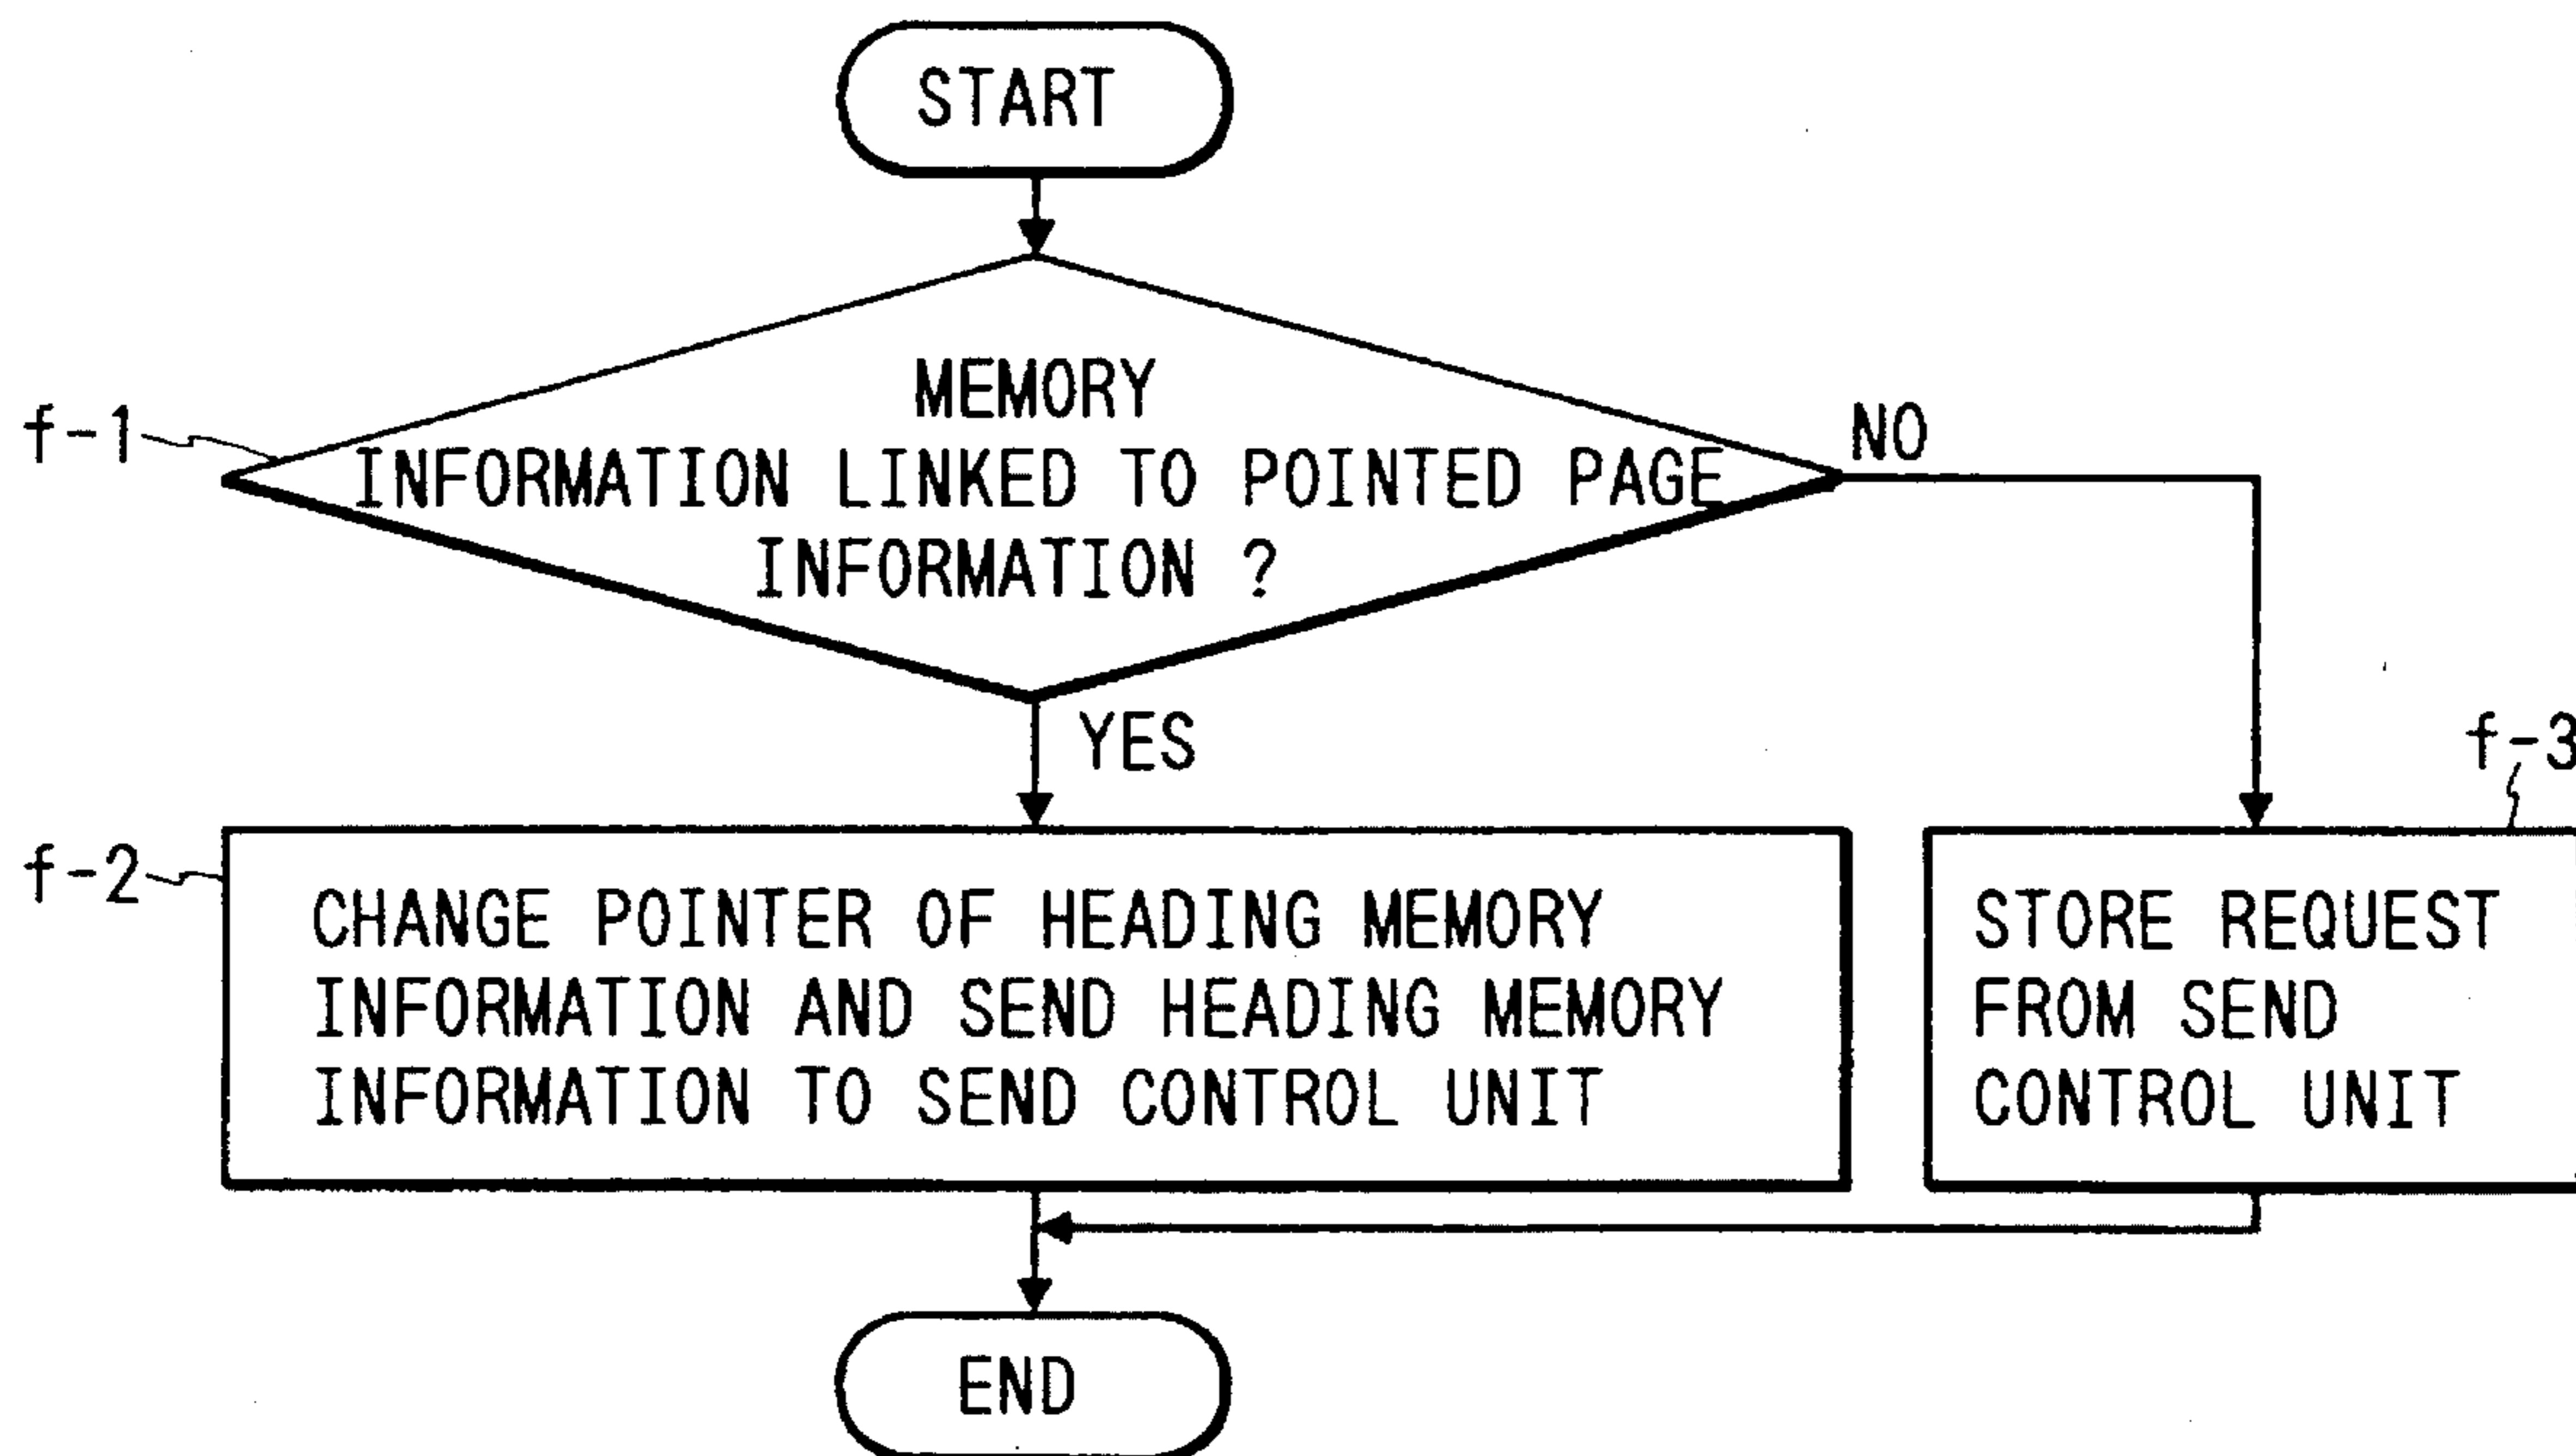 START
f-1
MEMORY
INFORMATION LINKED TO POINTED PAGE
INFORMATION ?
NO
YES
f-2
CHANGE POINTER OF HEADING MEMORY
INFORMATION AND SEND HEADING MEMORY
INFORMATION TO SEND CONTROL UNIT
f-3
STORE REQUEST
FROM SEND
CONTROL UNIT
END